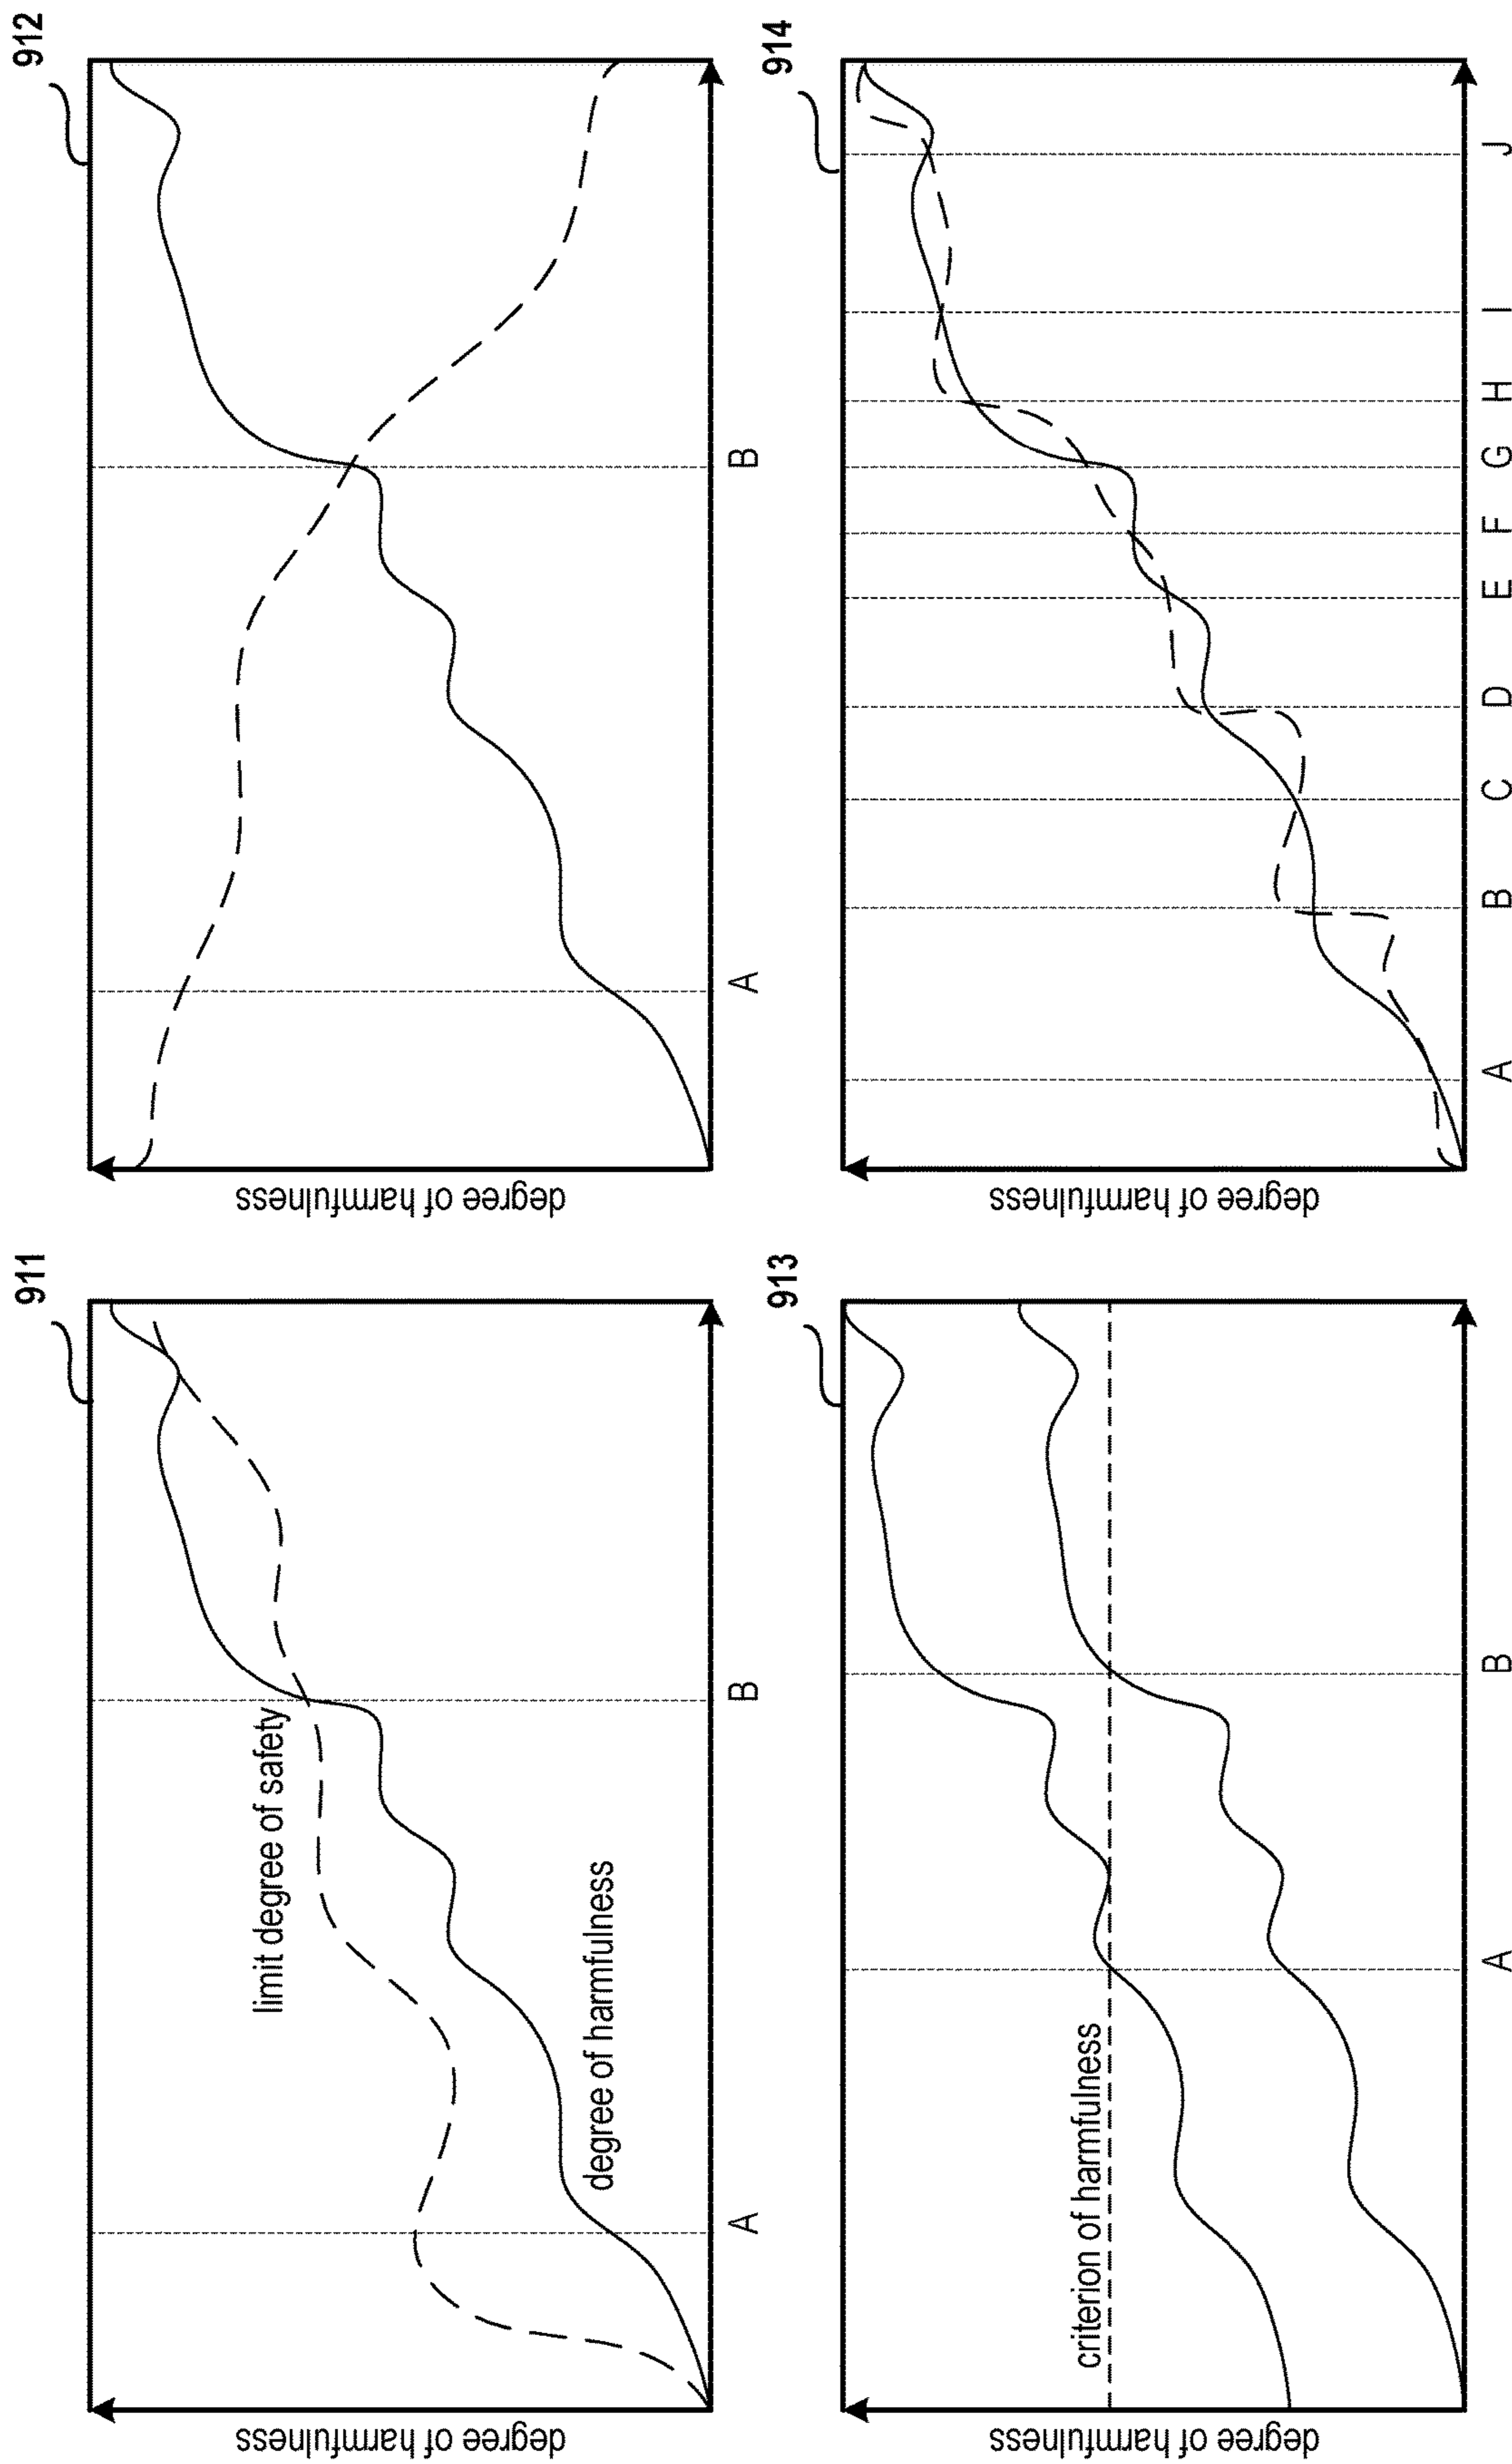 911
degree of harmfulness
limit degree of safety
degree of harmfulness
A
B
912
degree of harmfulness
A
B
913
degree of harmfulness
criterion of harmfulness
A
B
914
degree of harmfulness
A
B
C
D
E
F
G
H
I
J